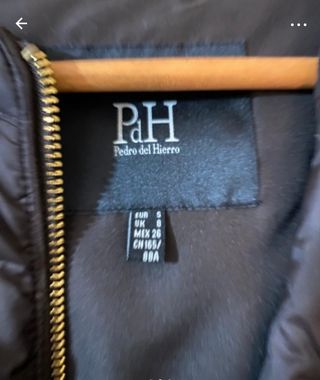 PdH
Pedro del Hierro
EUR S
UK 8
MEX 26
CH 165/
88A